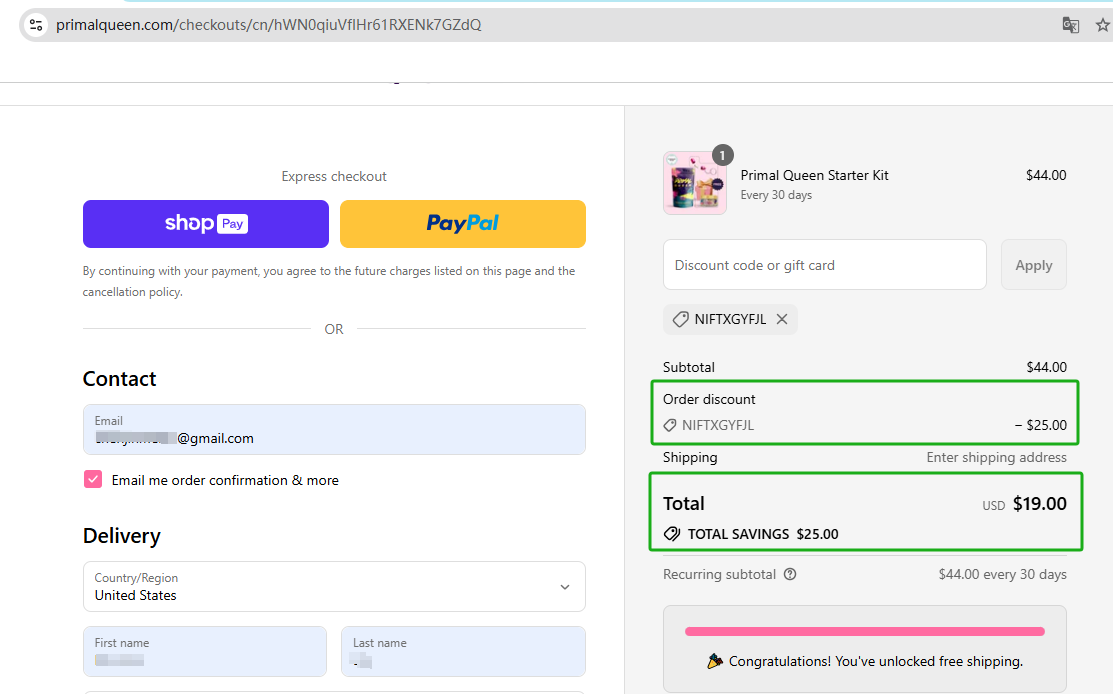 primalqueen.com/checkouts/cn/hWN0qiuVflHr61RXENk7GZdQ
Express checkout
shop Pay
PayPal
By continuing with your payment, you agree to the future charges listed on this page and the
cancellation policy.
OR
Contact
Email
@gmail.com
Email me order confirmation & more
Delivery
Country/Region
United States
First name
Last name
1
Primal Queen Starter Kit
$44.00
Every 30 days
Discount code or gift card
Apply
NIFTXGYFJL
Subtotal
$44.00
Order discount
NIFTXGYFJL
− $25.00
Shipping
Enter shipping address
Total
USD $19.00
TOTAL SAVINGS $25.00
Recurring subtotal
$44.00 every 30 days
Congratulations! You've unlocked free shipping.